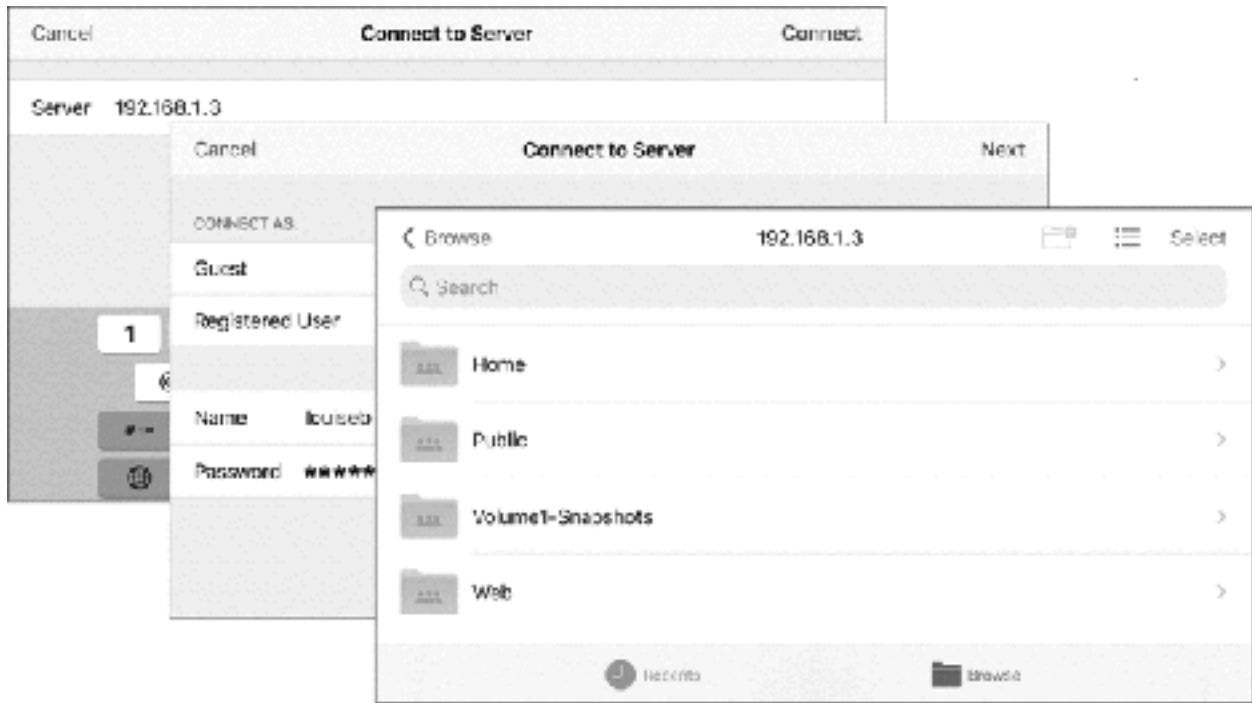 Cancel Connect to Server Connect
Server 192.168.1.3
Cancel Connect to Server Next
CONNECT AS:
Guest
Registered User
Name louiseb
Password ******
1
@
#+=
Browse 192.168.1.3 Select
Search
Home
Public
Volume1-Snapshots
Web
Recents Browse